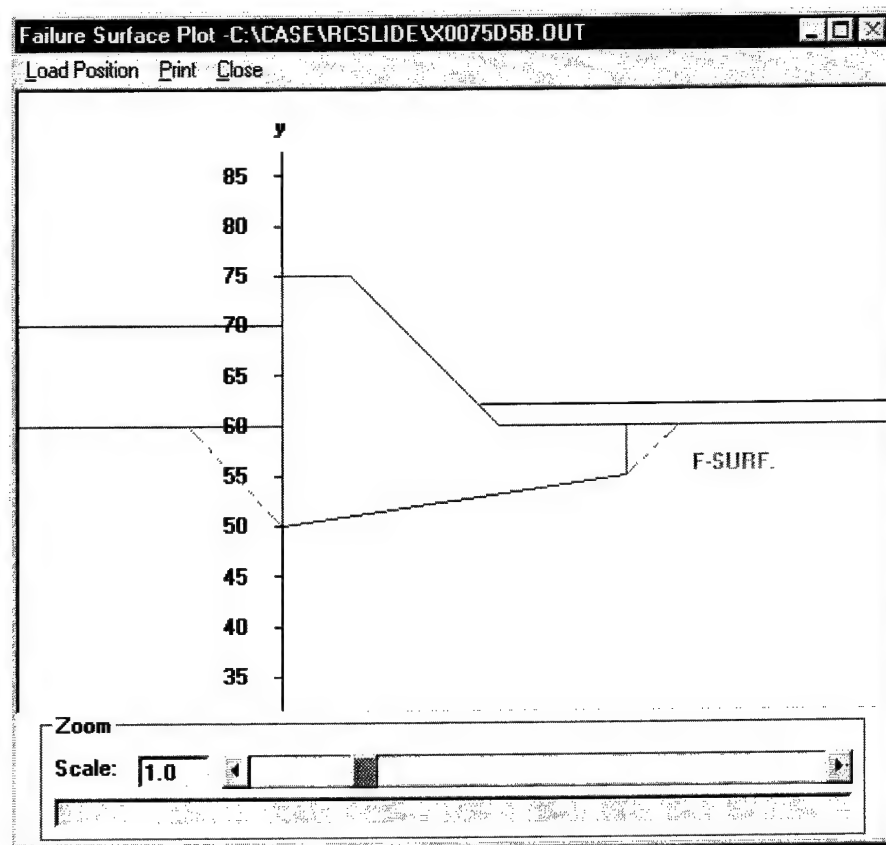 Failure Surface Plot -C:\CASE\RCSLIDE\X0075D5B.OUT
Load Position Print Close
y
85
80
75
70
65
60
F-SURF.
55
50
45
40
35
Zoom
Scale: 1.0